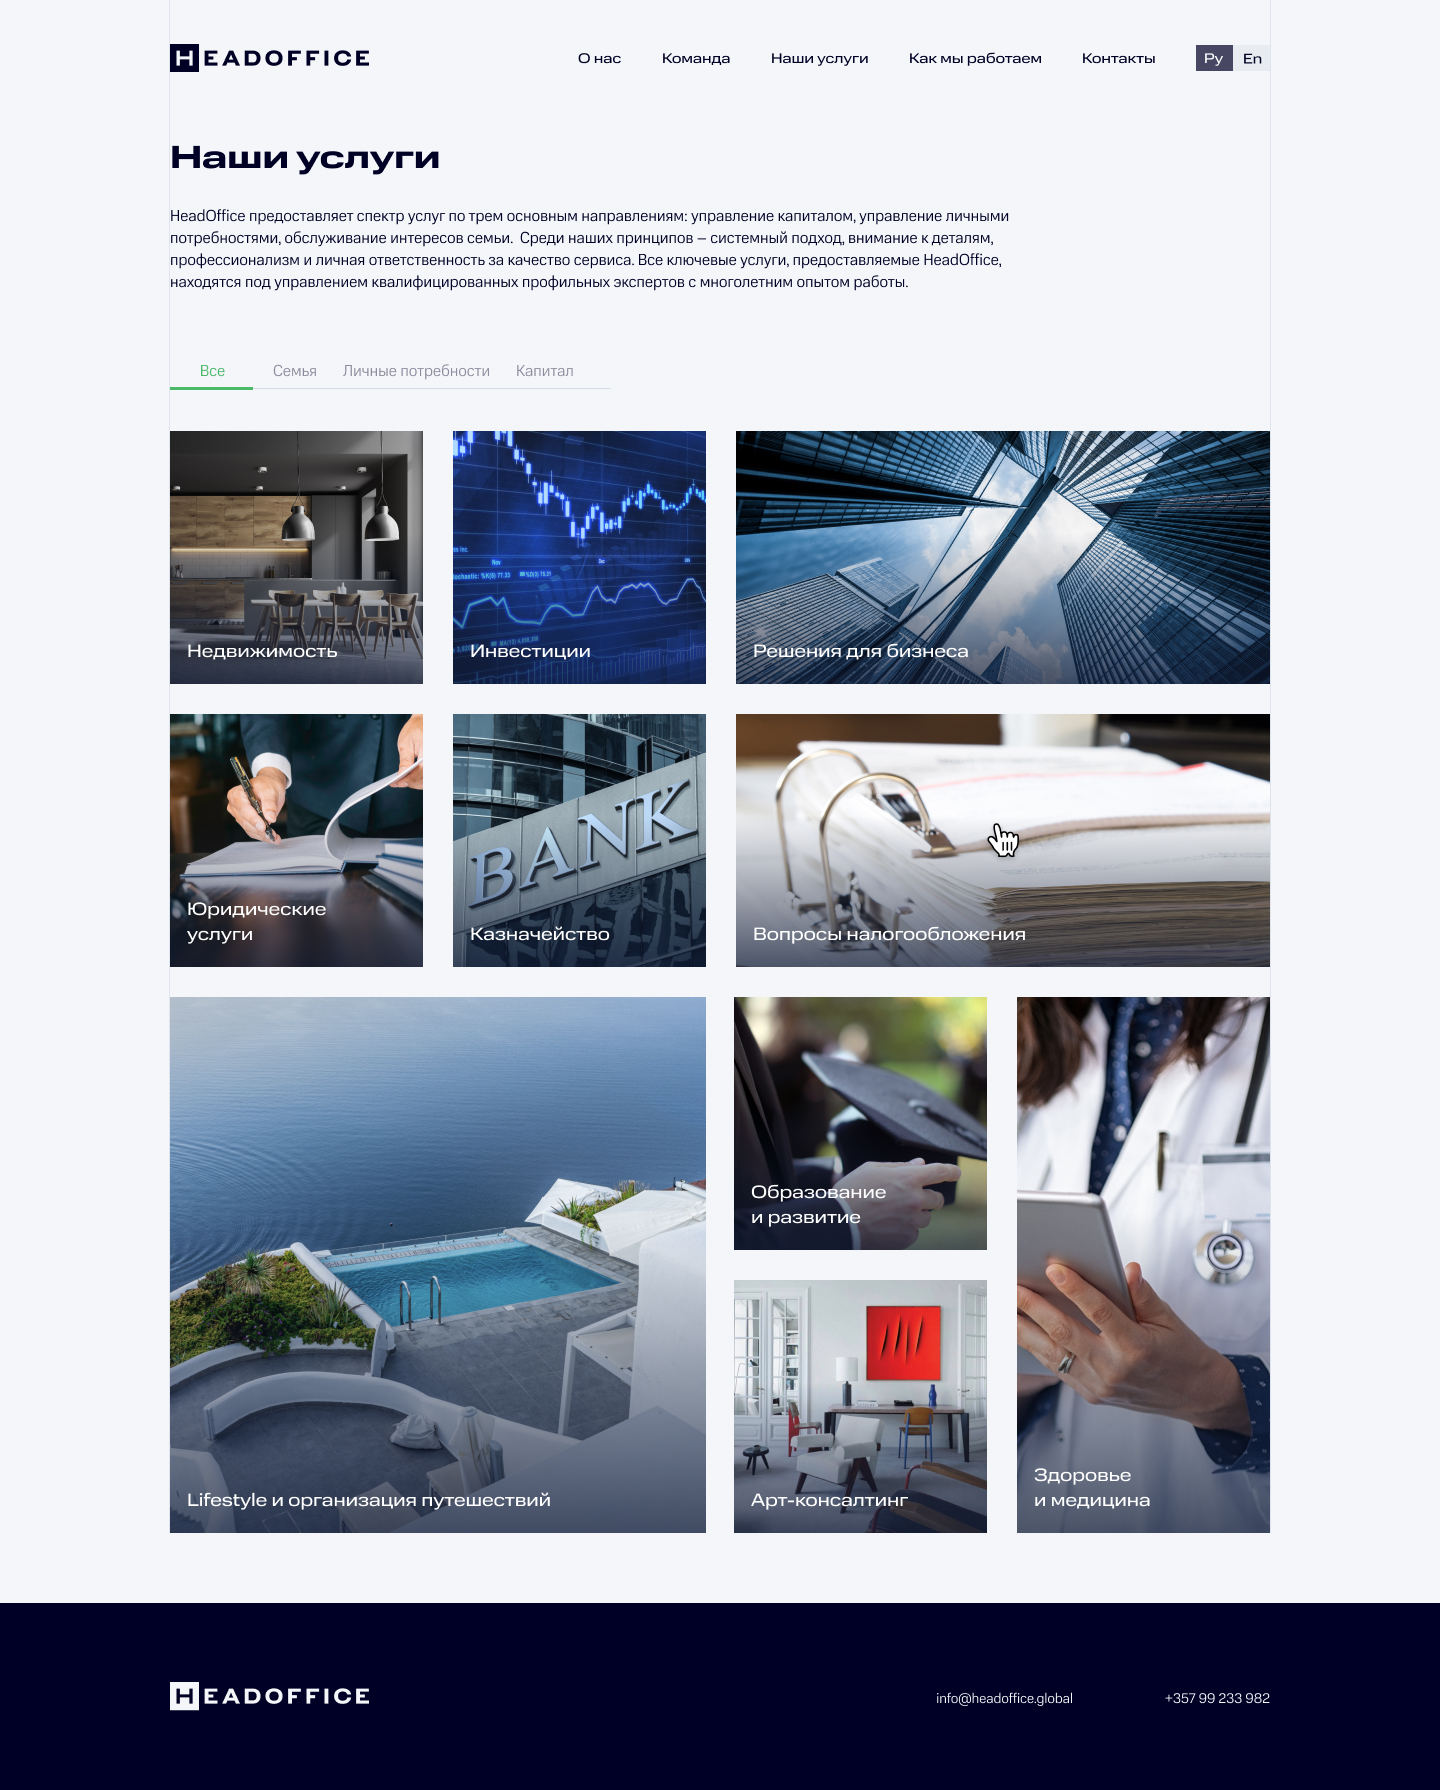 HEADOFFICE
О нас Команда Наши услуги Как мы работаем Контакты Ру En
Наши услуги
HeadOffice предоставляет спектр услуг по трем основным направлениям: управление капиталом, управление личными
потребностями, обслуживание интересов семьи. Среди наших принципов – системный подход, внимание к деталям,
профессионализм и личная ответственность за качество сервиса. Все ключевые услуги, предоставляемые HeadOffice,
находятся под управлением квалифицированных профильных экспертов с многолетним опытом работы.
Все Семья Личные потребности Капитал
Недвижимость
Nov Dec
Инвестиции
Решения для бизнеса
Юридические
услуги
BANK
Казначейство
Вопросы налогообложения
Lifestyle и организация путешествий
Образование
и развитие
Арт-консалтинг
Здоровье
и медицина
HEADOFFICE
info@headoffice.global +357 99 233 982